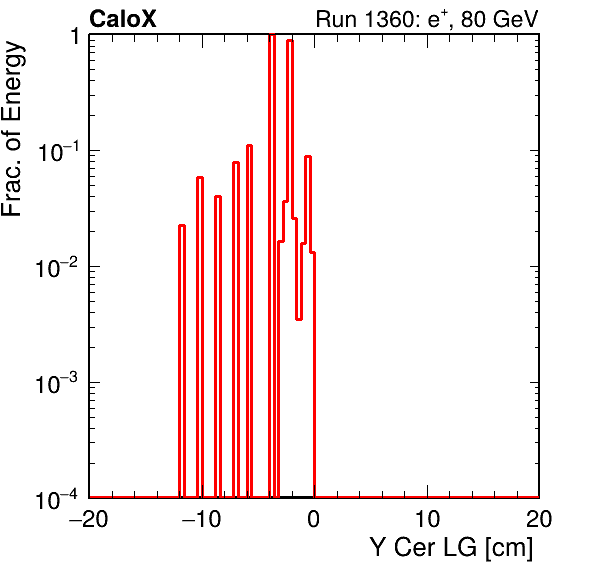 CaloX Run 1360: e⁺, 80 GeV
Frac. of Energy
1
10⁻¹
10⁻²
10⁻³
10⁻⁴
−20 −10 0 10 20
Y Cer LG [cm]